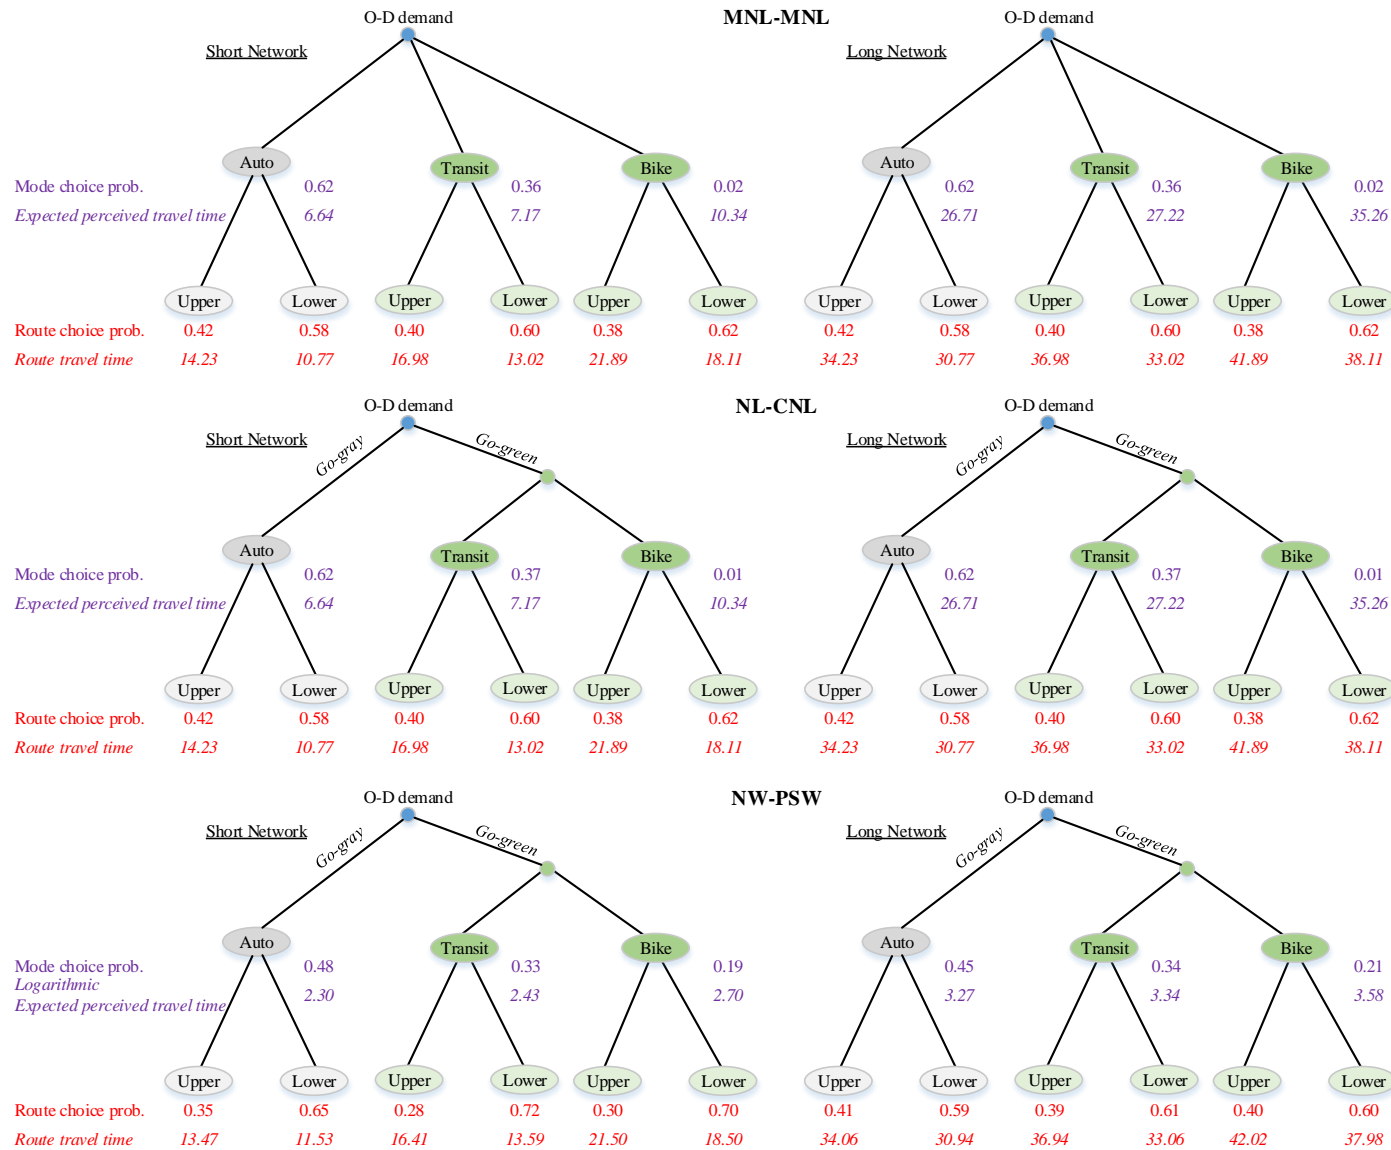 O-D demand MNL-MNL O-D demand
Short Network Long Network
Auto Transit Bike Auto Transit Bike
Mode choice prob. 0.62 0.36 0.02 0.62 0.36 0.02
Expected perceived travel time 6.64 7.17 10.34 26.71 27.22 35.26
Upper Lower Upper Lower Upper Lower Upper Lower Upper Lower Upper Lower
Route choice prob. 0.42 0.58 0.40 0.60 0.38 0.62 0.42 0.58 0.40 0.60 0.38 0.62
Route travel time 14.23 10.77 16.98 13.02 21.89 18.11 34.23 30.77 36.98 33.02 41.89 38.11
O-D demand NL-CNL O-D demand
Short Network Go-gray Go-green Long Network Go-gray Go-green
Auto Transit Bike Auto Transit Bike
Mode choice prob. 0.62 0.37 0.01 0.62 0.37 0.01
Expected perceived travel time 6.64 7.17 10.34 26.71 27.22 35.26
Upper Lower Upper Lower Upper Lower Upper Lower Upper Lower Upper Lower
Route choice prob. 0.42 0.58 0.40 0.60 0.38 0.62 0.42 0.58 0.40 0.60 0.38 0.62
Route travel time 14.23 10.77 16.98 13.02 21.89 18.11 34.23 30.77 36.98 33.02 41.89 38.11
O-D demand NW-PSW O-D demand
Short Network Go-gray Go-green Long Network Go-gray Go-green
Auto Transit Bike Auto Transit Bike
Mode choice prob. 0.48 0.33 0.19 0.45 0.34 0.21
Logarithmic
Expected perceived travel time 2.30 2.43 2.70 3.27 3.34 3.58
Upper Lower Upper Lower Upper Lower Upper Lower Upper Lower Upper Lower
Route choice prob. 0.35 0.65 0.28 0.72 0.30 0.70 0.41 0.59 0.39 0.61 0.40 0.60
Route travel time 13.47 11.53 16.41 13.59 21.50 18.50 34.06 30.94 36.94 33.06 42.02 37.98